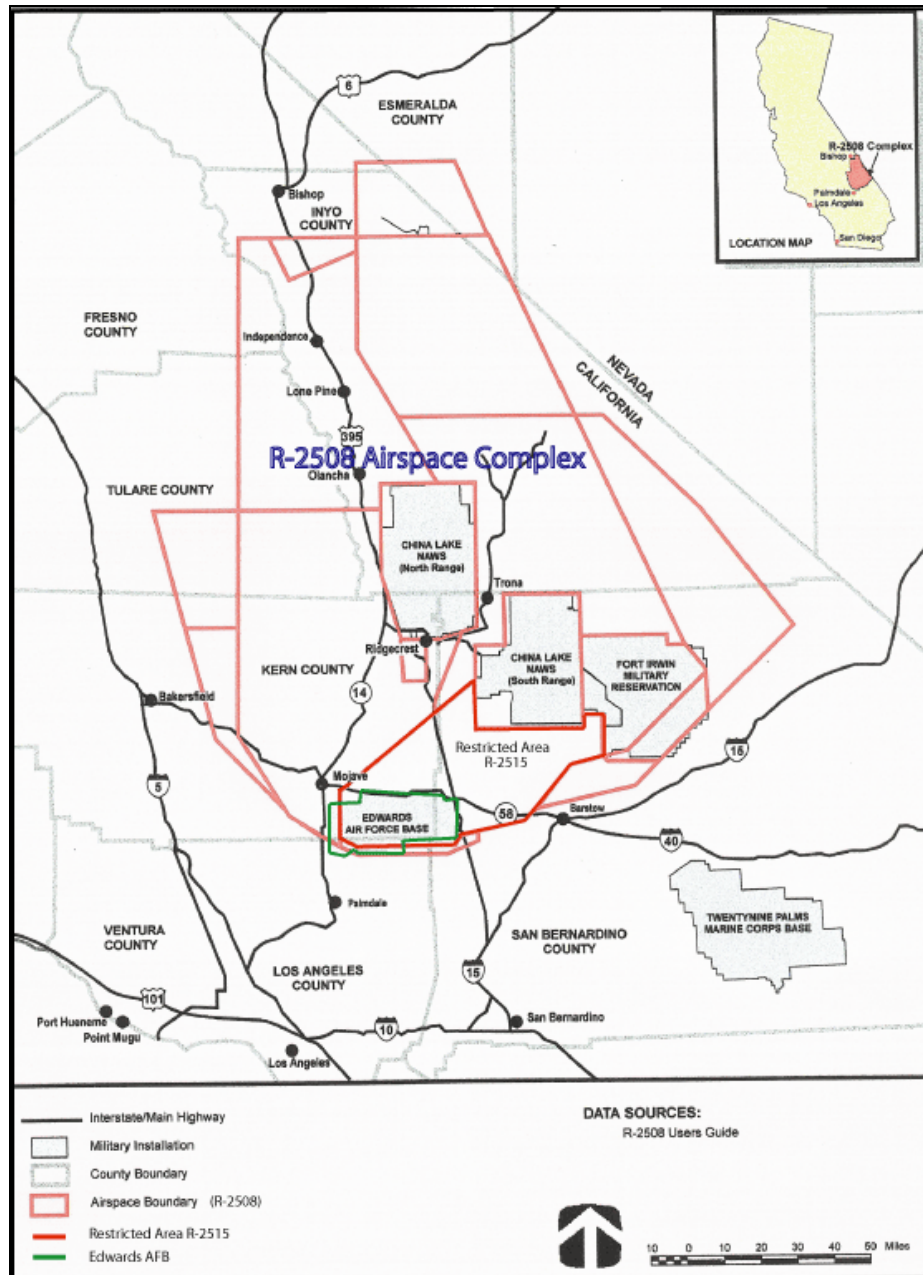 6
ESMERALDA
COUNTY
Bishop
INYO
COUNTY
R-2508 Complex
Bishop
Palmdale
Los Angeles
San Diego
LOCATION MAP
FRESNO
COUNTY
Independence
NEVADA
CALIFORNIA
Lone Pine
395
R-2508 Airspace Complex
Olancha
TULARE COUNTY
CHINA LAKE
NAWS
(North Range)
Trona
Ridgecrest
KERN COUNTY
CHINA LAKE
NAWS
(South Range)
FORT IRWIN
MILITARY
RESERVATION
14
Bakersfield
Restricted Area
R-2515
15
Mojave
5
58
Barstow
EDWARDS
AIR FORCE BASE
40
Palmdale
TWENTYNINE PALMS
MARINE CORPS BASE
VENTURA
COUNTY
SAN BERNARDINO
COUNTY
LOS ANGELES
COUNTY
15
101
Port Hueneme
Point Mugu
10
San Bernardino
Los Angeles
Interstate/Main Highway
Military Installation
County Boundary
Airspace Boundary (R-2508)
Restricted Area R-2515
Edwards AFB
DATA SOURCES:
R-2508 Users Guide
10 0 10 20 30 40 50 Miles